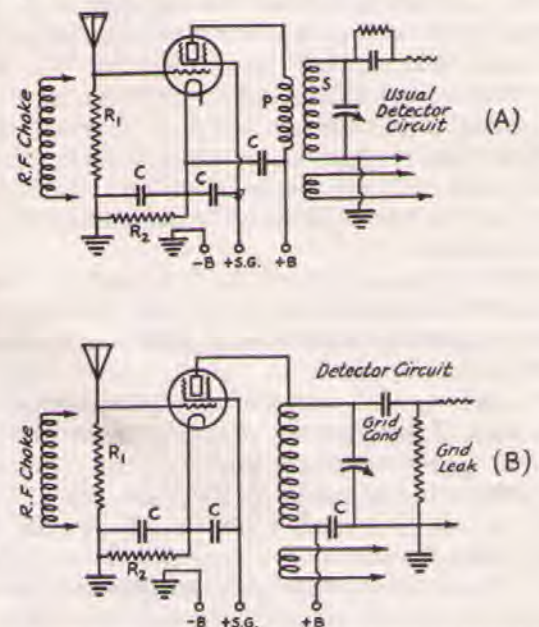 R.F. Choke
R1
C
C
R2
C
P
S
Usual
Detector
Circuit
(A)
-B
+S.G.
+B
R.F Choke
R1
C
C
R2
Detector Circuit
Grid
Cond
Grid
Leak
(B)
C
-B
+S.G.
+B